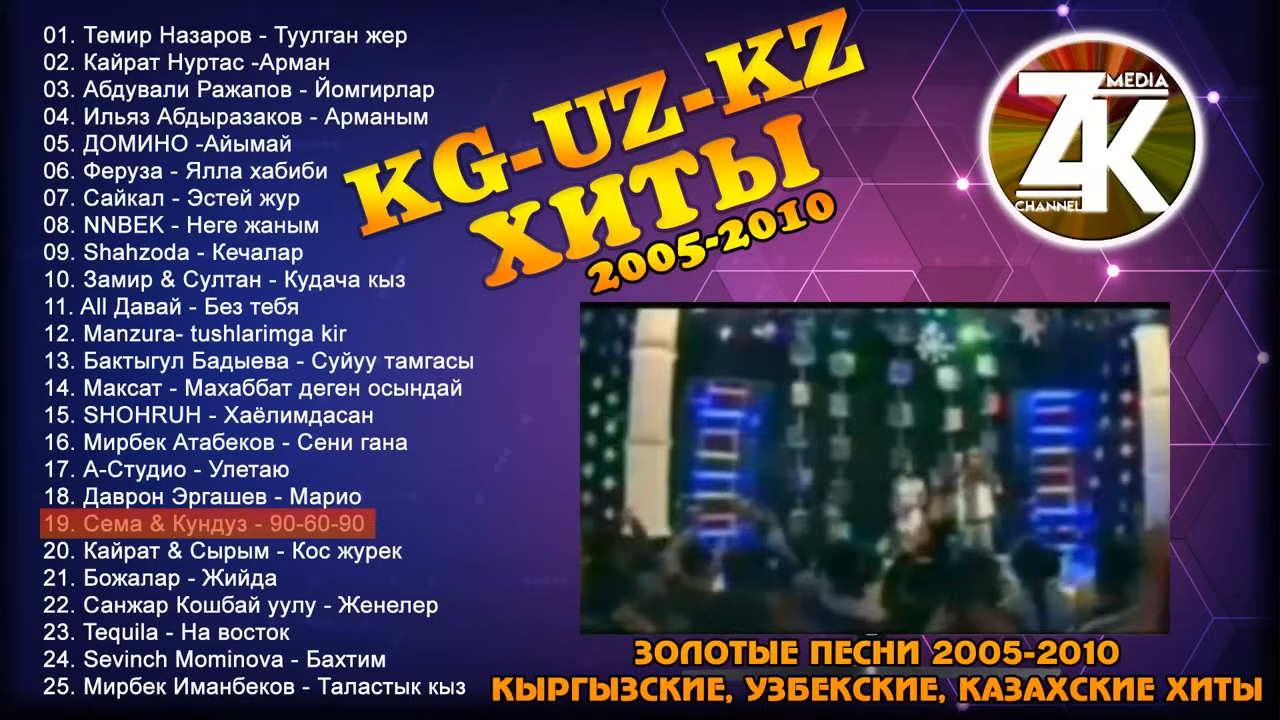 01. Темир Назаров - Туулган жер
02. Кайрат Нуртас -Арман
03. Абдували Ражапов - Йомгирлар
04. Ильяз Абдыразаков - Арманым
05. ДОМИНО -Айымай
06. Феруза - Ялла хабиби
07. Сайкал - Эстей жур
08. NNBEK - Неге жаным
09. Shahzoda - Кечалар
10. Замир & Султан - Кудача кыз
11. All Давай - Без тебя
12. Manzura- tushlarimga kir
13. Бактыгул Бадыева - Суйуу тамгасы
14. Максат - Махаббат деген осындай
15. SHOHRUH - Хаёлимдасан
16. Мирбек Атабеков - Сени гана
17. А-Студио - Улетаю
18. Даврон Эргашев - Марио
19. Сема & Кундуз - 90-60-90
20. Кайрат & Сырым - Кос журек
21. Божалар - Жийда
22. Санжар Кошбай уулу - Женелер
23. Tequila - На восток
24. Sevinch Mominova - Бахтим
25. Мирбек Иманбеков - Таластык кыз
KG-UZ-KZ
ХИТЫ
2005-2010
ZK
MEDIA
CHANNEL
ЗОЛОТЫЕ ПЕСНИ 2005-2010
КЫРГЫЗСКИЕ, УЗБЕКСКИЕ, КАЗАХСКИЕ ХИТЫ